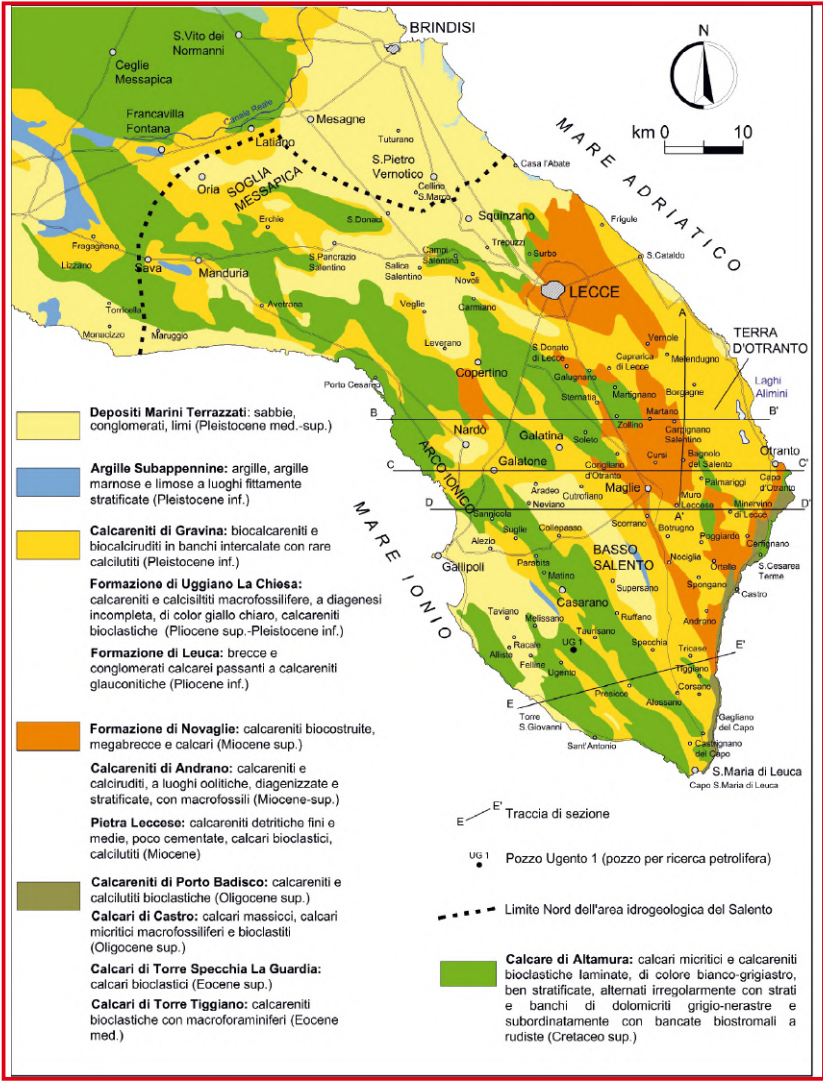 BRINDISI
S.Vito dei
Normanni
N
Ceglie
Messapica
Canale Reale
Francavilla
Fontana
Mesagne
km 0 10
MARE ADRIATICO
Latiano
Tuturano
S.Pietro
Vernotico
Casa l'Abate
Oria
SOGLIA
MESSAPICA
Cellino
S.Marco
Erchie
S.Donaci
Squinzano
Frigule
Fragagnano
Trepuzzi
Lizzano
Sava
Manduria
S.Pancrazio
Salentino
Campi
Salentina
Surbo
S.Cataldo
Salica
Salentino
Novoli
LECCE
Torricella
Avetrona
Veglie
Carmiano
A
Monacizzo
Maruggio
Leverano
S.Donato
di Lecce
Vernole
TERRA
D'OTRANTO
Caprarica
di Lecce
Melendugno
Copertino
Galugnano
Laghi
Alimini
Porto Cesareo
Sternatia
Martignano
Borgagne
B
Martano
B'
Zollino
Carpignano
Salentino
Nardo
Galatina
Soleto
Otranto
ARCO IONICO
Galatone
Cursi
Bagnolo
del Salento
C
C'
Corigliano
d'Otranto
Capo
d'Otranto
Aradeo
Cutrofiano
Maglie
Palmariggi
D
Neviano
Muro
Leccese
Minervino
di Lecce
D'
Sangicola
Scorrano
A'
MARE IONIO
Suglie
Collepasso
Botrugno
Poggiardo
Cerfignano
Alezio
BASSO
SALENTO
Gallipoli
Parabita
Nociglia
Ortelle
S.Cesarea
Terme
Matino
Supersano
Spongano
Castro
Casarano
Taviano
Melissano
Ruffano
Andrano
Taurisano
UG 1
Racale
Specchia
Tricase
E'
Alliste
Felline
Ugento
Tiggiano
Presicce
Corsano
Alessano
E
Torre
S.Giovanni
Gagliano
del Capo
Sant'Antonio
Castrignano
del Capo
S.Maria di Leuca
Capo S.Maria di Leuca
Depositi Marini Terrazzati: sabbie,
conglomerati, limi (Pleistocene med.-sup.)
Argille Subappennine: argille, argille
marnose e limose a luoghi fittamente
stratificate (Pleistocene inf.)
Calcareniti di Gravina: biocalcareniti e
biocalciruditi in banchi intercalate con rare
calcilutiti (Pleistocene inf.)
Formazione di Uggiano La Chiesa:
calcareniti e calcisiltiti macrofossilifere, a diagenesi
incompleta, di color giallo chiaro, calcareniti
bioclastiche (Pliocene sup.-Pleistocene inf.)
Formazione di Leuca: brecce e
conglomerati calcarei passanti a calcareniti
glauconitiche (Pliocene inf.)
Formazione di Novaglie: calcareniti biocostruite,
megabrecce e calcari (Miocene sup.)
Calcareniti di Andrano: calcareniti e
calciruditi, a luoghi oolitiche, diagenizzate e
stratificate, con macrofossili (Miocene-sup.)
Pietra Leccese: calcareniti detritiche fini e
medie, poco cementate, calcari bioclastici,
calcilutiti (Miocene)
Calcareniti di Porto Badisco: calcareniti e
calcilutiti bioclastiche (Oligocene sup.)
Calcari di Castro: calcari massicci, calcari
micritici macrofossiliferi e bioclastiti
(Oligocene sup.)
Calcari di Torre Specchia La Guardia:
calcari bioclastici (Eocene sup.)
Calcari di Torre Tiggiano: calcareniti
bioclastiche con macroforaminiferi (Eocene
med.)
E E' Traccia di sezione
UG 1 Pozzo Ugento 1 (pozzo per ricerca petrolifera)
Limite Nord dell'area idrogeologica del Salento
Calcare di Altamura: calcari micritici e calcareniti
bioclastiche laminate, di colore bianco-grigiastro,
ben stratificate, alternati irregolarmente con strati
e banchi di dolomicriti grigio-nerastre e
subordinatamente con bancate biostromali a
rudiste (Cretaceo sup.)